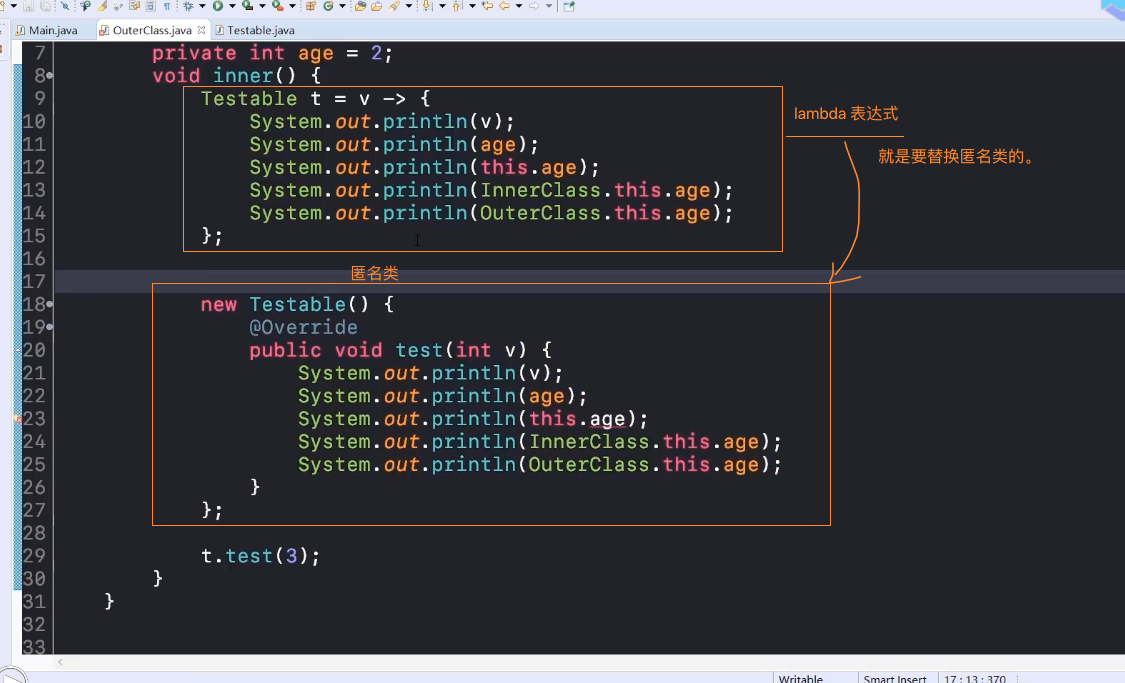 Main.java OuterClass.java Testable.java
7 private int age = 2;
8 void inner() {
9 Testable t = v -> {
10 System.out.println(v);
11 System.out.println(age);
12 System.out.println(this.age);
13 System.out.println(InnerClass.this.age);
14 System.out.println(OuterClass.this.age);
15 };
lambda 表达式
就是要替换匿名类的。
16
匿名类
17
18 new Testable() {
19 @Override
20 public void test(int v) {
21 System.out.println(v);
22 System.out.println(age);
23 System.out.println(this.age);
24 System.out.println(InnerClass.this.age);
25 System.out.println(OuterClass.this.age);
26 }
27 };
28
29 t.test(3);
30 }
31 }
32
33
Writable Smart Insert 17 : 13 : 370